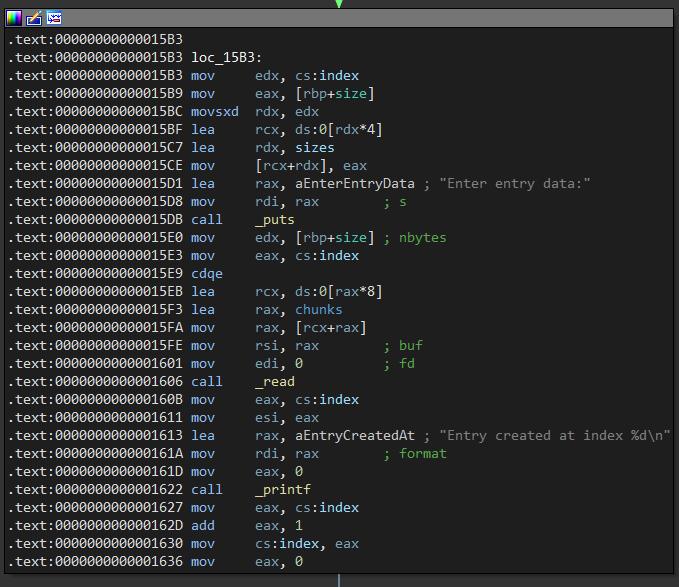 .text:00000000000015B3
.text:00000000000015B3 loc_15B3:
.text:00000000000015B3 mov     edx, cs:index
.text:00000000000015B9 mov     eax, [rbp+size]
.text:00000000000015BC movsxd  rdx, edx
.text:00000000000015BF lea     rcx, ds:0[rdx*4]
.text:00000000000015C7 lea     rdx, sizes
.text:00000000000015CE mov     [rcx+rdx], eax
.text:00000000000015D1 lea     rax, aEnterEntryData ; "Enter entry data:"
.text:00000000000015D8 mov     rdi, rax        ; s
.text:00000000000015DB call    _puts
.text:00000000000015E0 mov     edx, [rbp+size] ; nbytes
.text:00000000000015E3 mov     eax, cs:index
.text:00000000000015E9 cdqe
.text:00000000000015EB lea     rcx, ds:0[rax*8]
.text:00000000000015F3 lea     rax, chunks
.text:00000000000015FA mov     rax, [rcx+rax]
.text:00000000000015FE mov     rsi, rax        ; buf
.text:0000000000001601 mov     edi, 0          ; fd
.text:0000000000001606 call    _read
.text:000000000000160B mov     eax, cs:index
.text:0000000000001611 mov     esi, eax
.text:0000000000001613 lea     rax, aEntryCreatedAt ; "Entry created at index %d\n"
.text:000000000000161A mov     rdi, rax        ; format
.text:000000000000161D mov     eax, 0
.text:0000000000001622 call    _printf
.text:0000000000001627 mov     eax, cs:index
.text:000000000000162D add     eax, 1
.text:0000000000001630 mov     cs:index, eax
.text:0000000000001636 mov     eax, 0